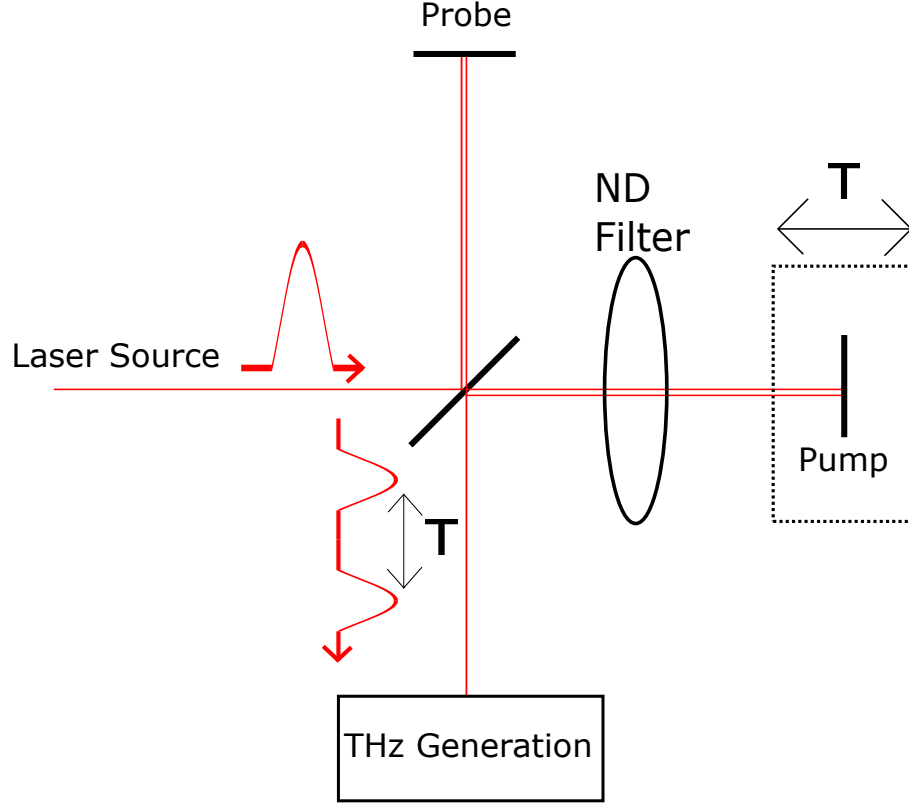 Probe
ND
Filter
T
Laser Source
Pump
T
THz Generation